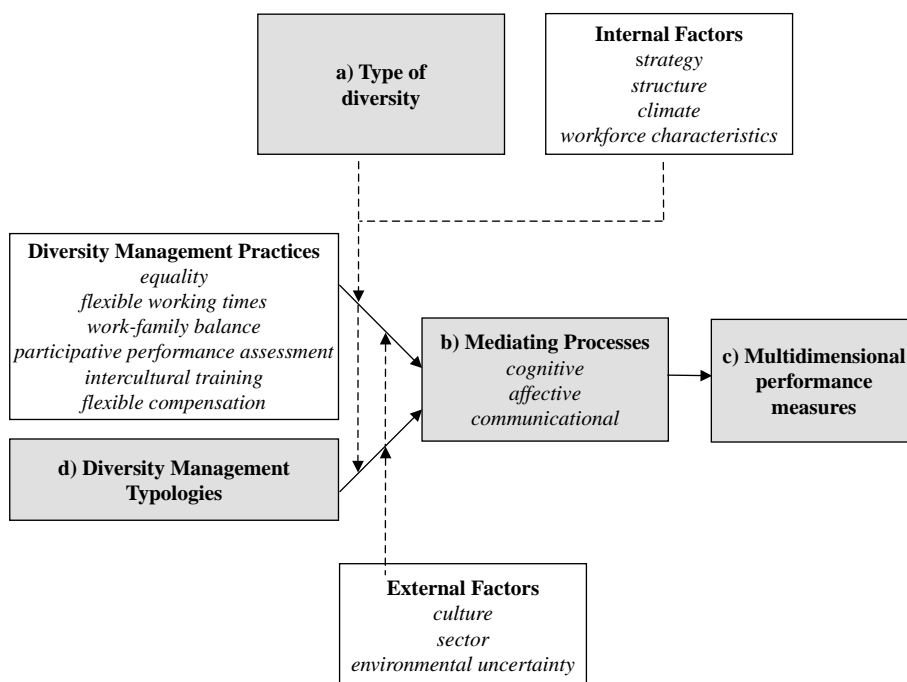 a) Type of
diversity
Internal Factors
strategy
structure
climate
workforce characteristics
Diversity Management Practices
equality
flexible working times
work-family balance
participative performance assessment
intercultural training
flexible compensation
b) Mediating Processes
cognitive
affective
communicational
c) Multidimensional
performance
measures
d) Diversity Management
Typologies
External Factors
culture
sector
environmental uncertainty